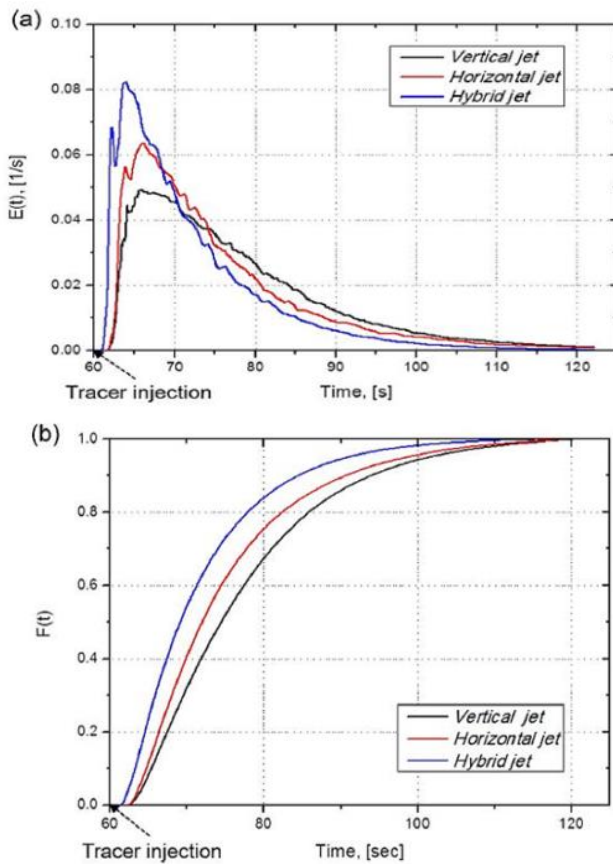 (a)
0.10
0.08
0.06
0.04
0.02
0.00
E(t), [1/s]
Vertical jet
Horizontal jet
Hybrid jet
60 70 80 90 100 110 120
Tracer injection
Time, [s]
(b)
1.0
0.8
0.6
0.4
0.2
0.0
F(t)
Vertical jet
Horizontal jet
Hybrid jet
60 80 100 120
Tracer injection
Time, [sec]